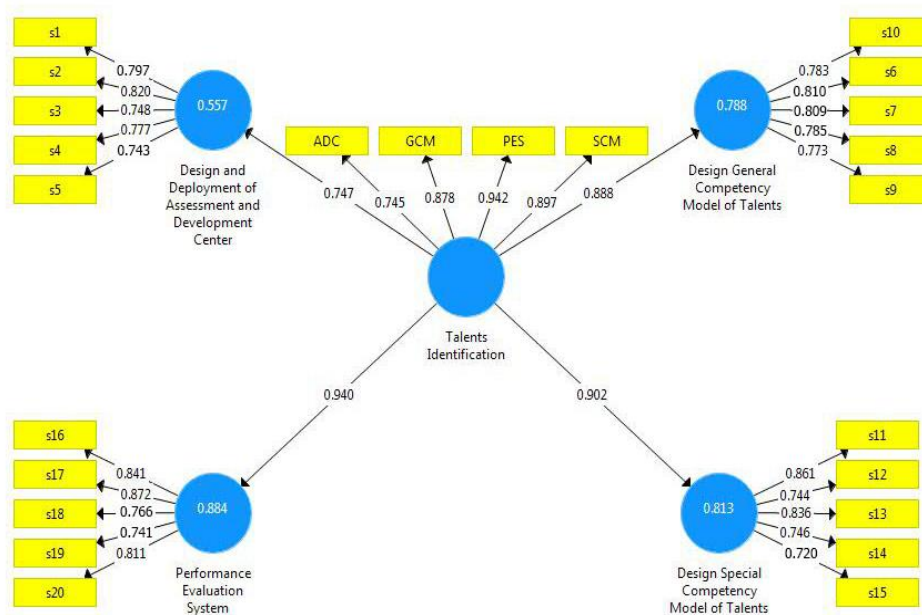 s1
s2
s3
s4
s5
0.797
0.820
0.748
0.777
0.743
0.557
Design and
Deployment of
Assessment and
Development
Center
ADC
GCM
PES
SCM
0.747
0.745
0.878
0.942
0.897
0.888
Talents
Identification
s10
s6
s7
s8
s9
0.783
0.810
0.809
0.785
0.773
0.788
Design General
Competency
Model of Talents
0.940
0.902
s16
s17
s18
s19
s20
0.841
0.872
0.766
0.741
0.811
0.884
Performance
Evaluation
System
s11
s12
s13
s14
s15
0.861
0.744
0.836
0.746
0.720
0.813
Design Special
Competency
Model of Talents